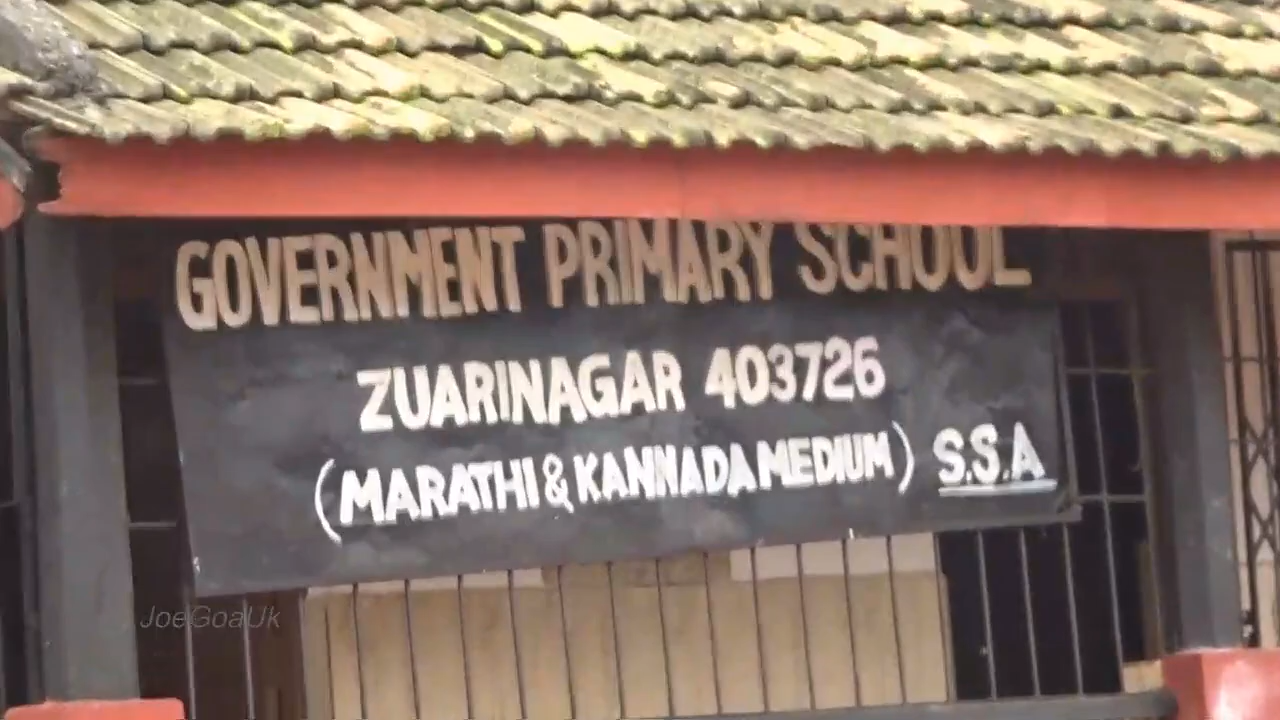 GOVERNMENT PRIMARY SCHOOL
ZUARINAGAR 403726
(MARATHI & KANNADA MEDIUM) S.S.A
JoeGoaUk